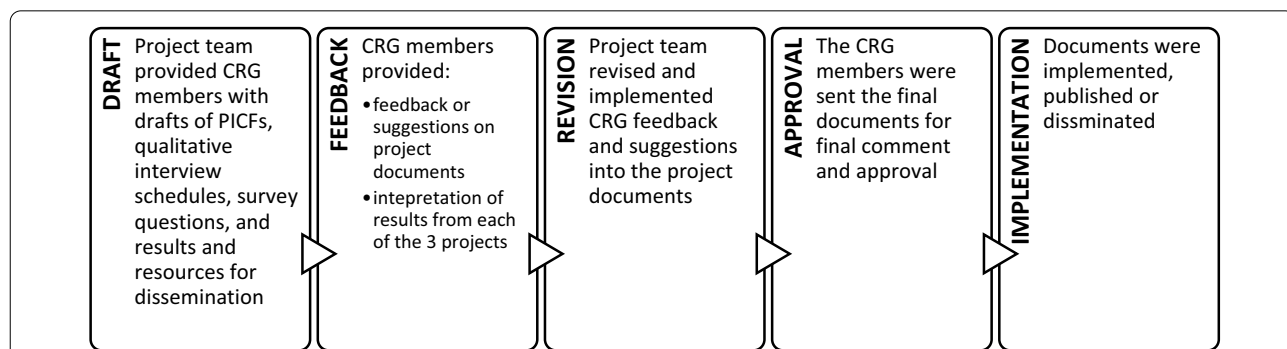 DRAFT
Project team
provided CRG
members with
drafts of PICFs,
qualitative
interview
schedules, survey
questions, and
results and
resources for
dissemination
FEEDBACK
CRG members
provided:
•feedback or
suggestions on
project
documents
•intepretation of
results from each
of the 3 projects
REVISION
Project team
revised and
implemented
CRG feedback
and suggestions
into the project
documents
APPROVAL
The CRG
members were
sent the final
documents for
final comment
and approval
IMPLEMENTATION
Documents were
implemented,
published or
dissminated